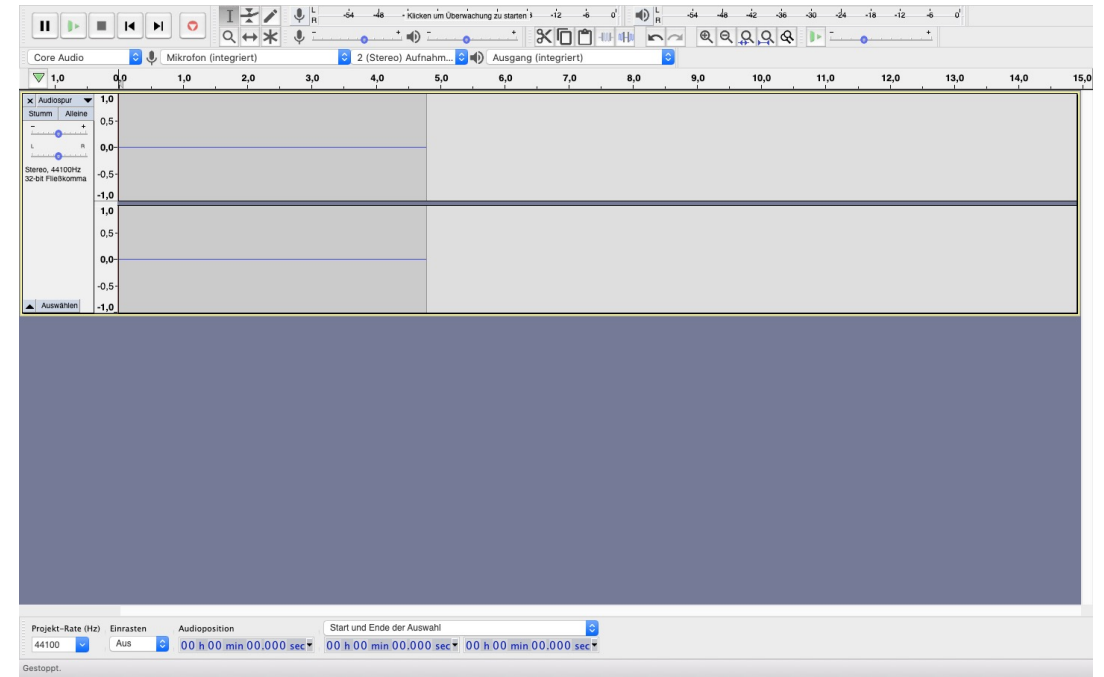 L
R
-54 -48 - Klicken um Überwachung zu starten -12 -6 0
L
R
-54 -48 -42 -36 -30 -24 -18 -12 -6 0
- +
- +
- +
Core Audio
Mikrofon (integriert)
2 (Stereo) Aufnahm...
Ausgang (integriert)
1,0 0,0 1,0 2,0 3,0 4,0 5,0 6,0 7,0 8,0 9,0 10,0 11,0 12,0 13,0 14,0 15,0
x Audiospur
Stumm Alleine
- +
L R
Stereo, 44100Hz
32-bit Fließkomma
Auswählen
1,0
0,5
0,0
-0,5
-1,0
1,0
0,5
0,0
-0,5
-1,0
Projekt-Rate (Hz) Einrasten Audioposition Start und Ende der Auswahl
44100 Aus 00 h 00 min 00.000 sec 00 h 00 min 00.000 sec 00 h 00 min 00.000 sec
Gestoppt.